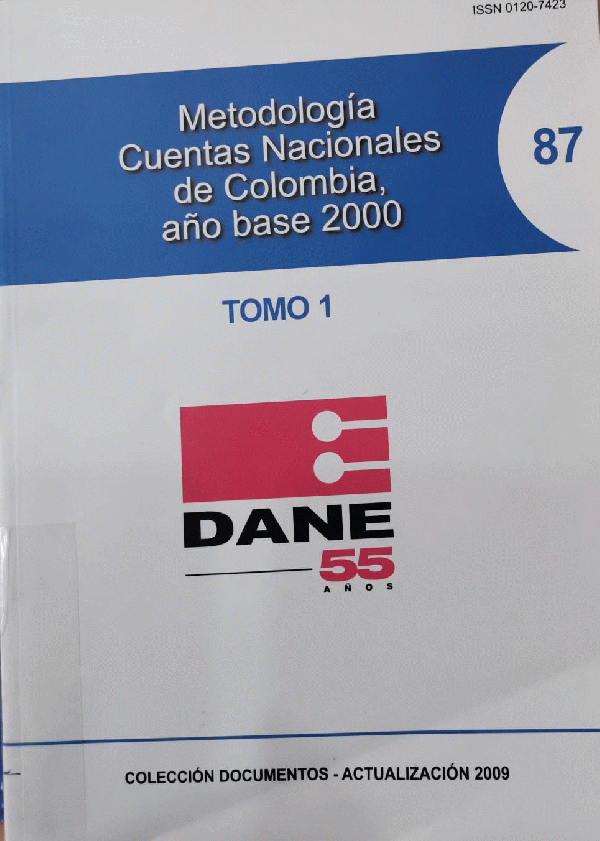 ISSN 0120-7423
Metodología
Cuentas Nacionales
de Colombia,
año base 2000
87
TOMO 1
DANE
55
AÑOS
COLECCIÓN DOCUMENTOS - ACTUALIZACIÓN 2009